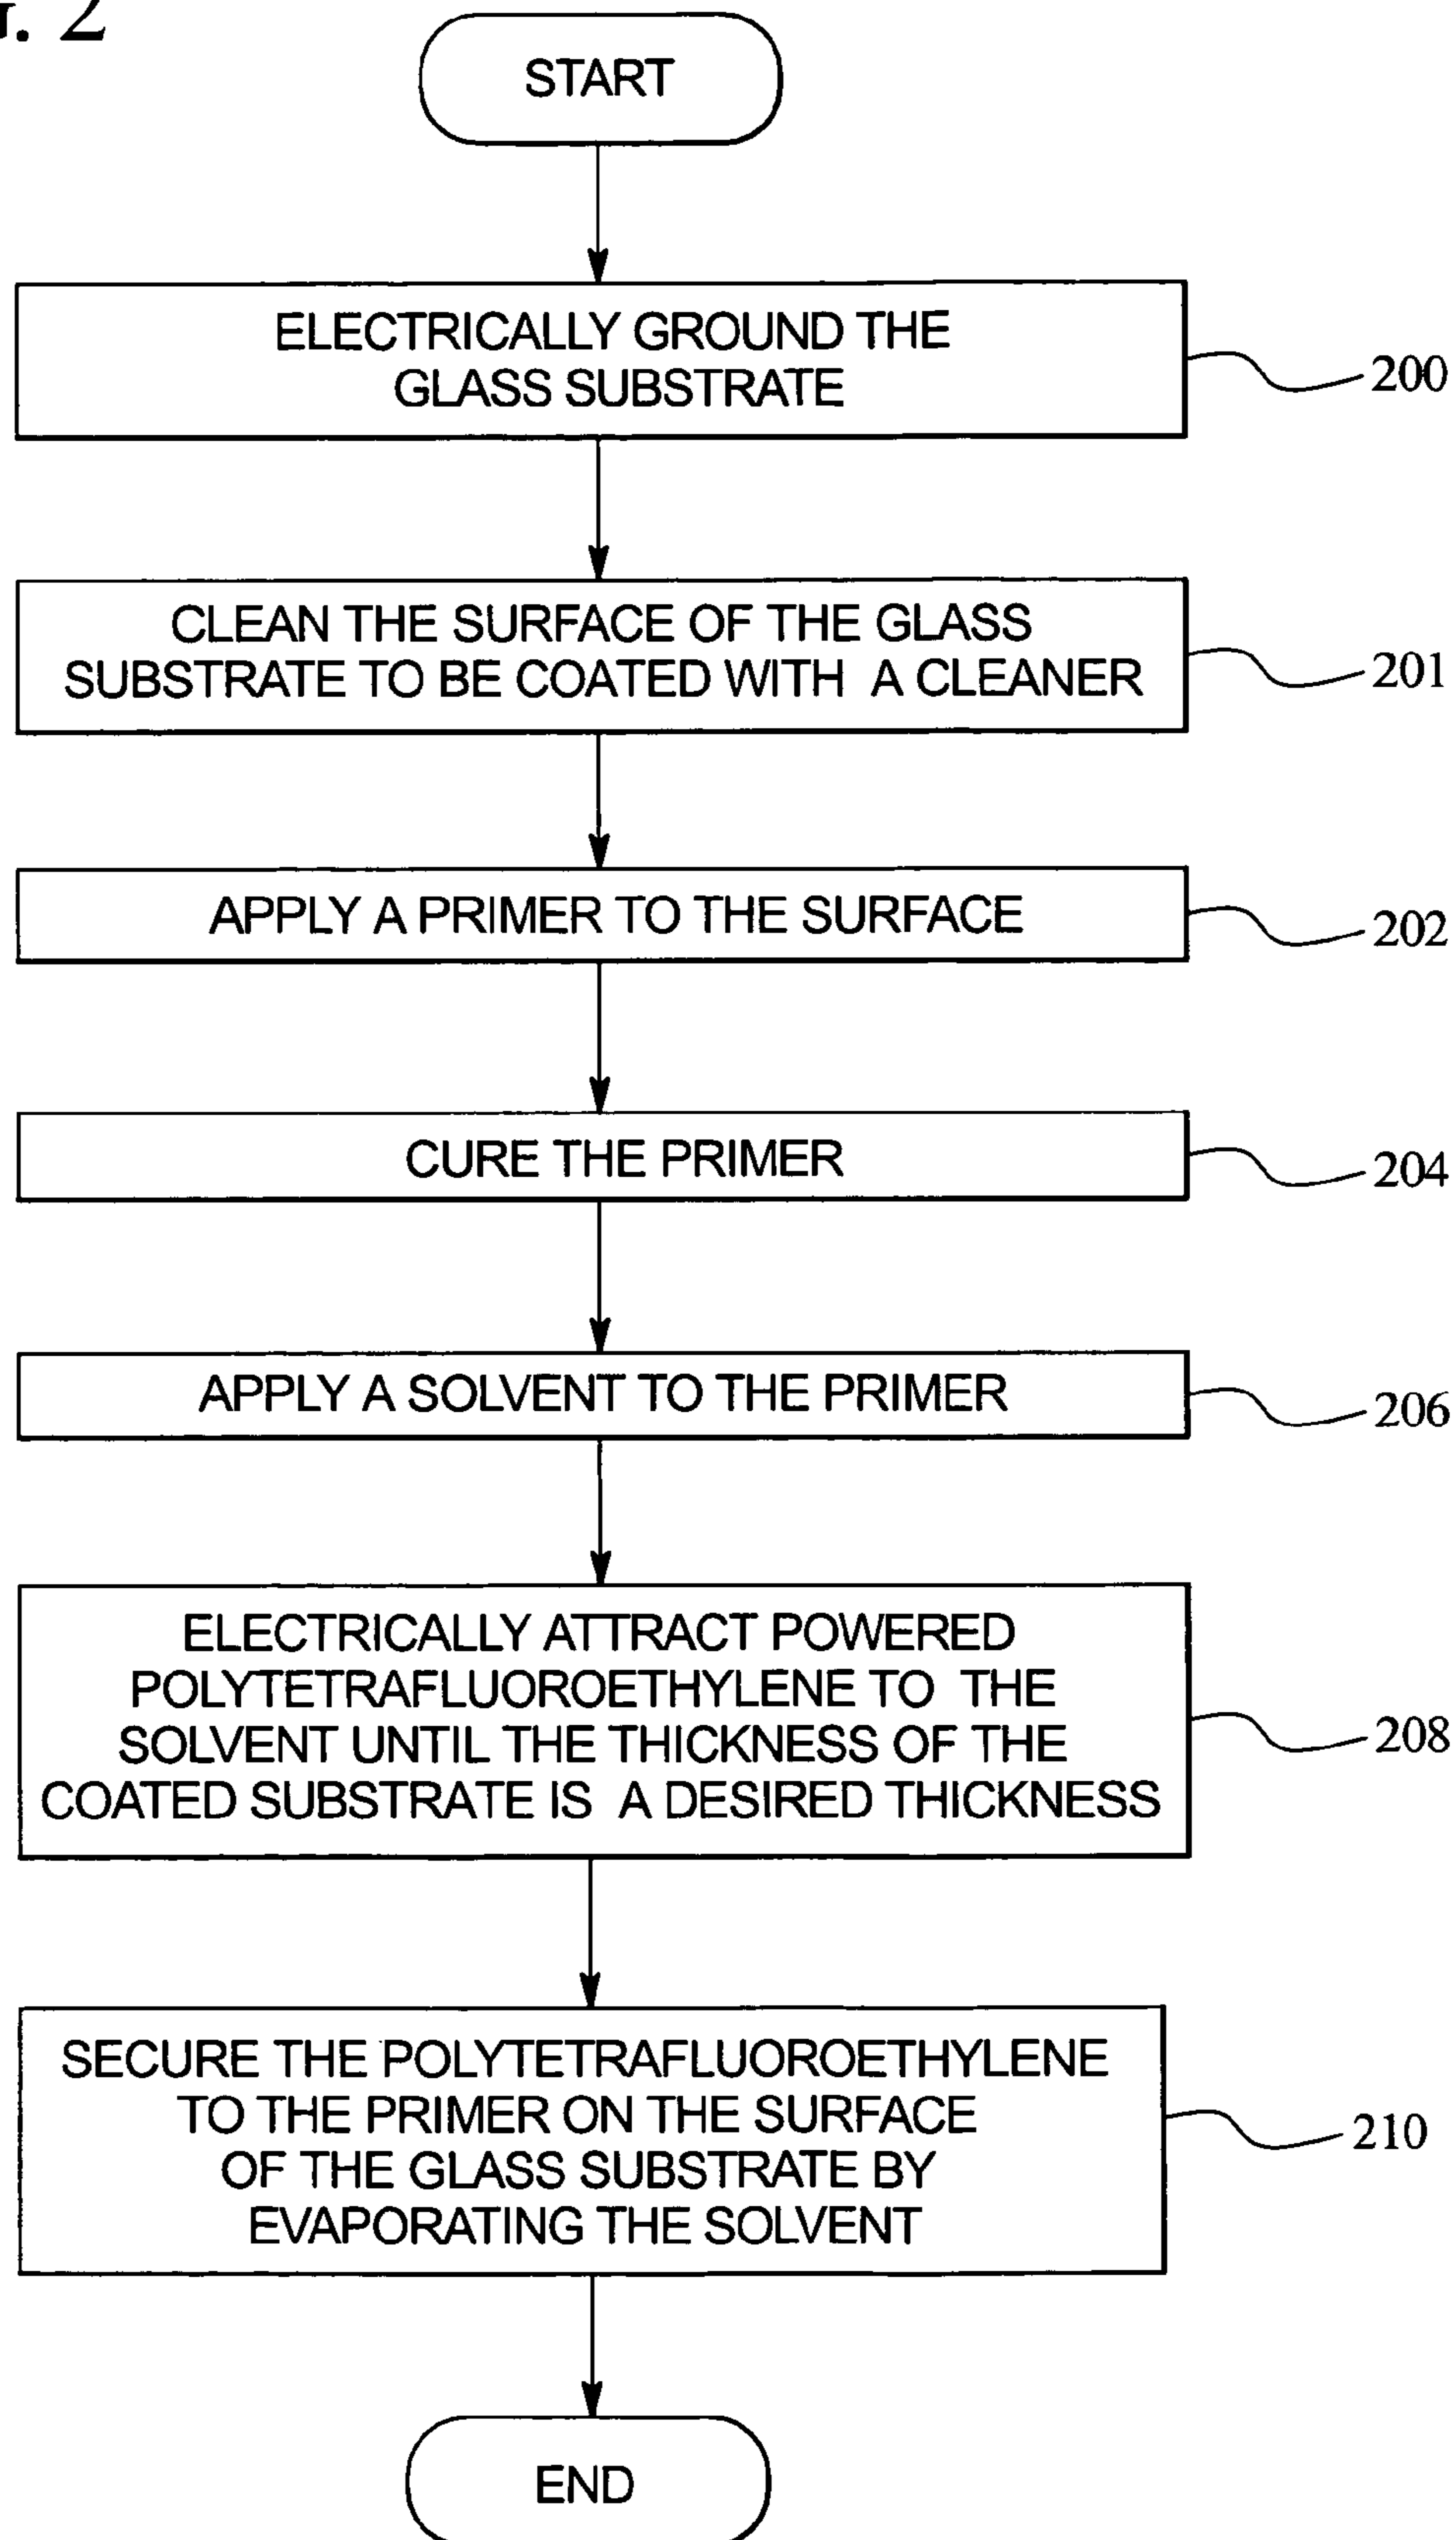 . 2
START
ELECTRICALLY GROUND THE
GLASS SUBSTRATE
200
CLEAN THE SURFACE OF THE GLASS
SUBSTRATE TO BE COATED WITH A CLEANER
201
APPLY A PRIMER TO THE SURFACE
202
CURE THE PRIMER
204
APPLY A SOLVENT TO THE PRIMER
206
ELECTRICALLY ATTRACT POWERED
POLYTETRAFLUOROETHYLENE TO THE
SOLVENT UNTIL THE THICKNESS OF THE
COATED SUBSTRATE IS A DESIRED THICKNESS
208
SECURE THE POLYTETRAFLUOROETHYLENE
TO THE PRIMER ON THE SURFACE
OF THE GLASS SUBSTRATE BY
EVAPORATING THE SOLVENT
210
END